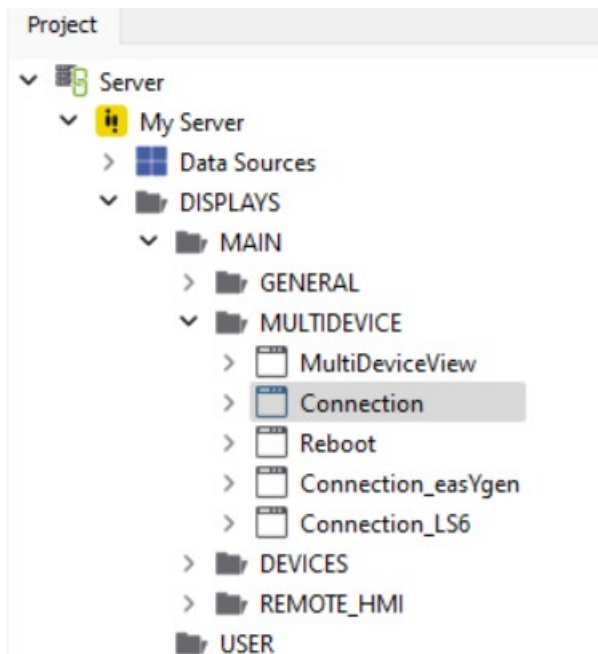 Project
Server
My Server
Data Sources
DISPLAYS
MAIN
GENERAL
MULTIDEVICE
MultiDeviceView
Connection
Reboot
Connection_easYgen
Connection_LS6
DEVICES
REMOTE_HMI
USER